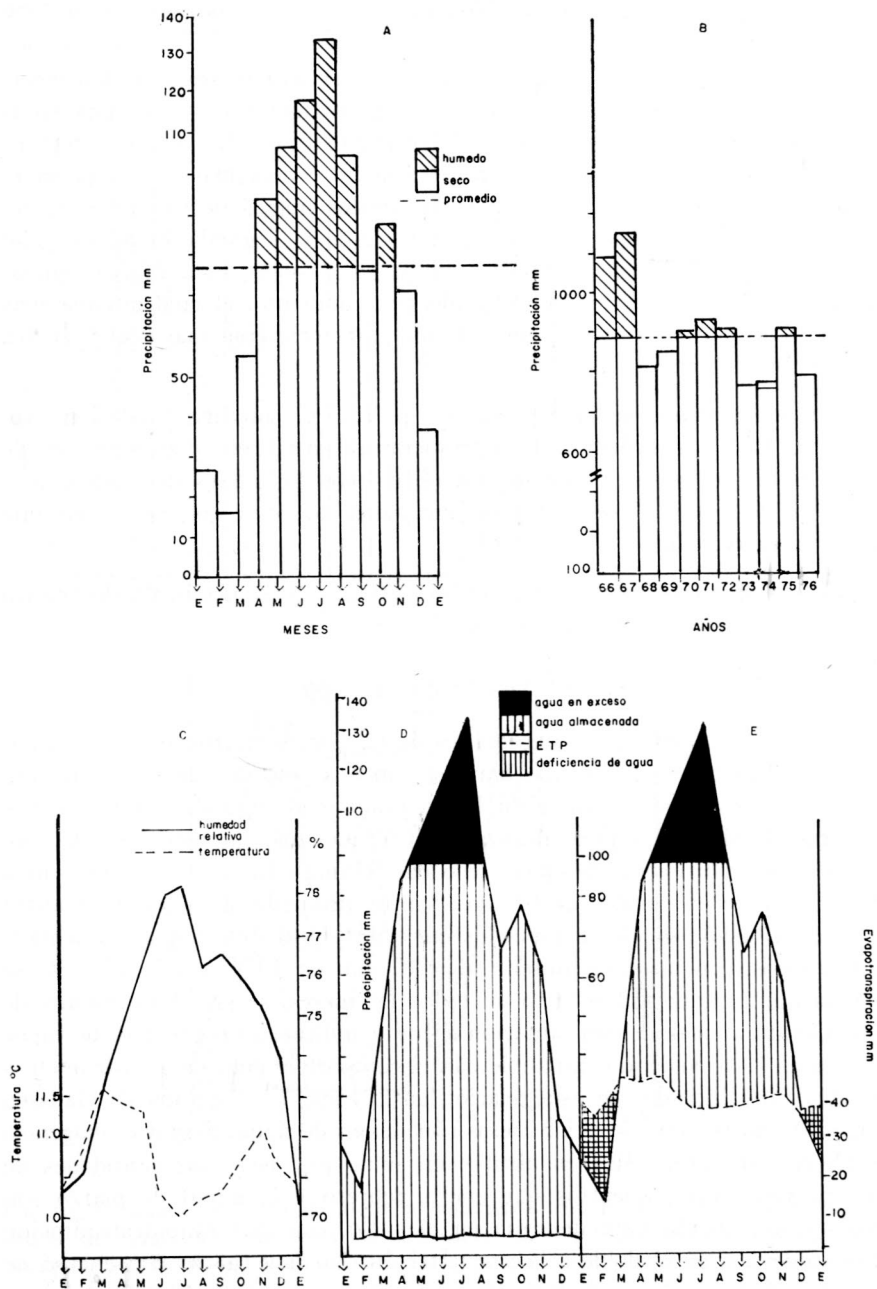 A
140
130
120
110
50
10
0
Precipitación mm
humedo
seco
promedio
E F M A M J J A S O N D E
MESES
B
1000
600
0
100
Precipitación mm
66 67 68 69 70 71 72 73 74 75 76
AÑOS
C
humedad
relativa
temperatura
%
78
77
76
75
70
11.5
11.0
10
Temperatura °C
E F M A M J J A S O N D E
D
140
130
120
110
Precipitación mm
agua en exceso
agua almacenada
E T P
deficiencia de agua
E F M A M J J A S O N D
E
100
80
60
40
30
20
10
Evapotranspiracion mm
E F M A M J J A S O N D E